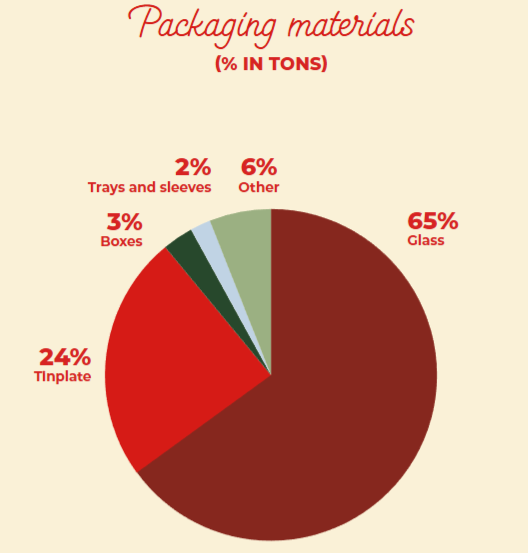 Packaging materials
(% IN TONS)
2%
Trays and sleeves
6%
Other
3%
Boxes
65%
Glass
24%
Tinplate